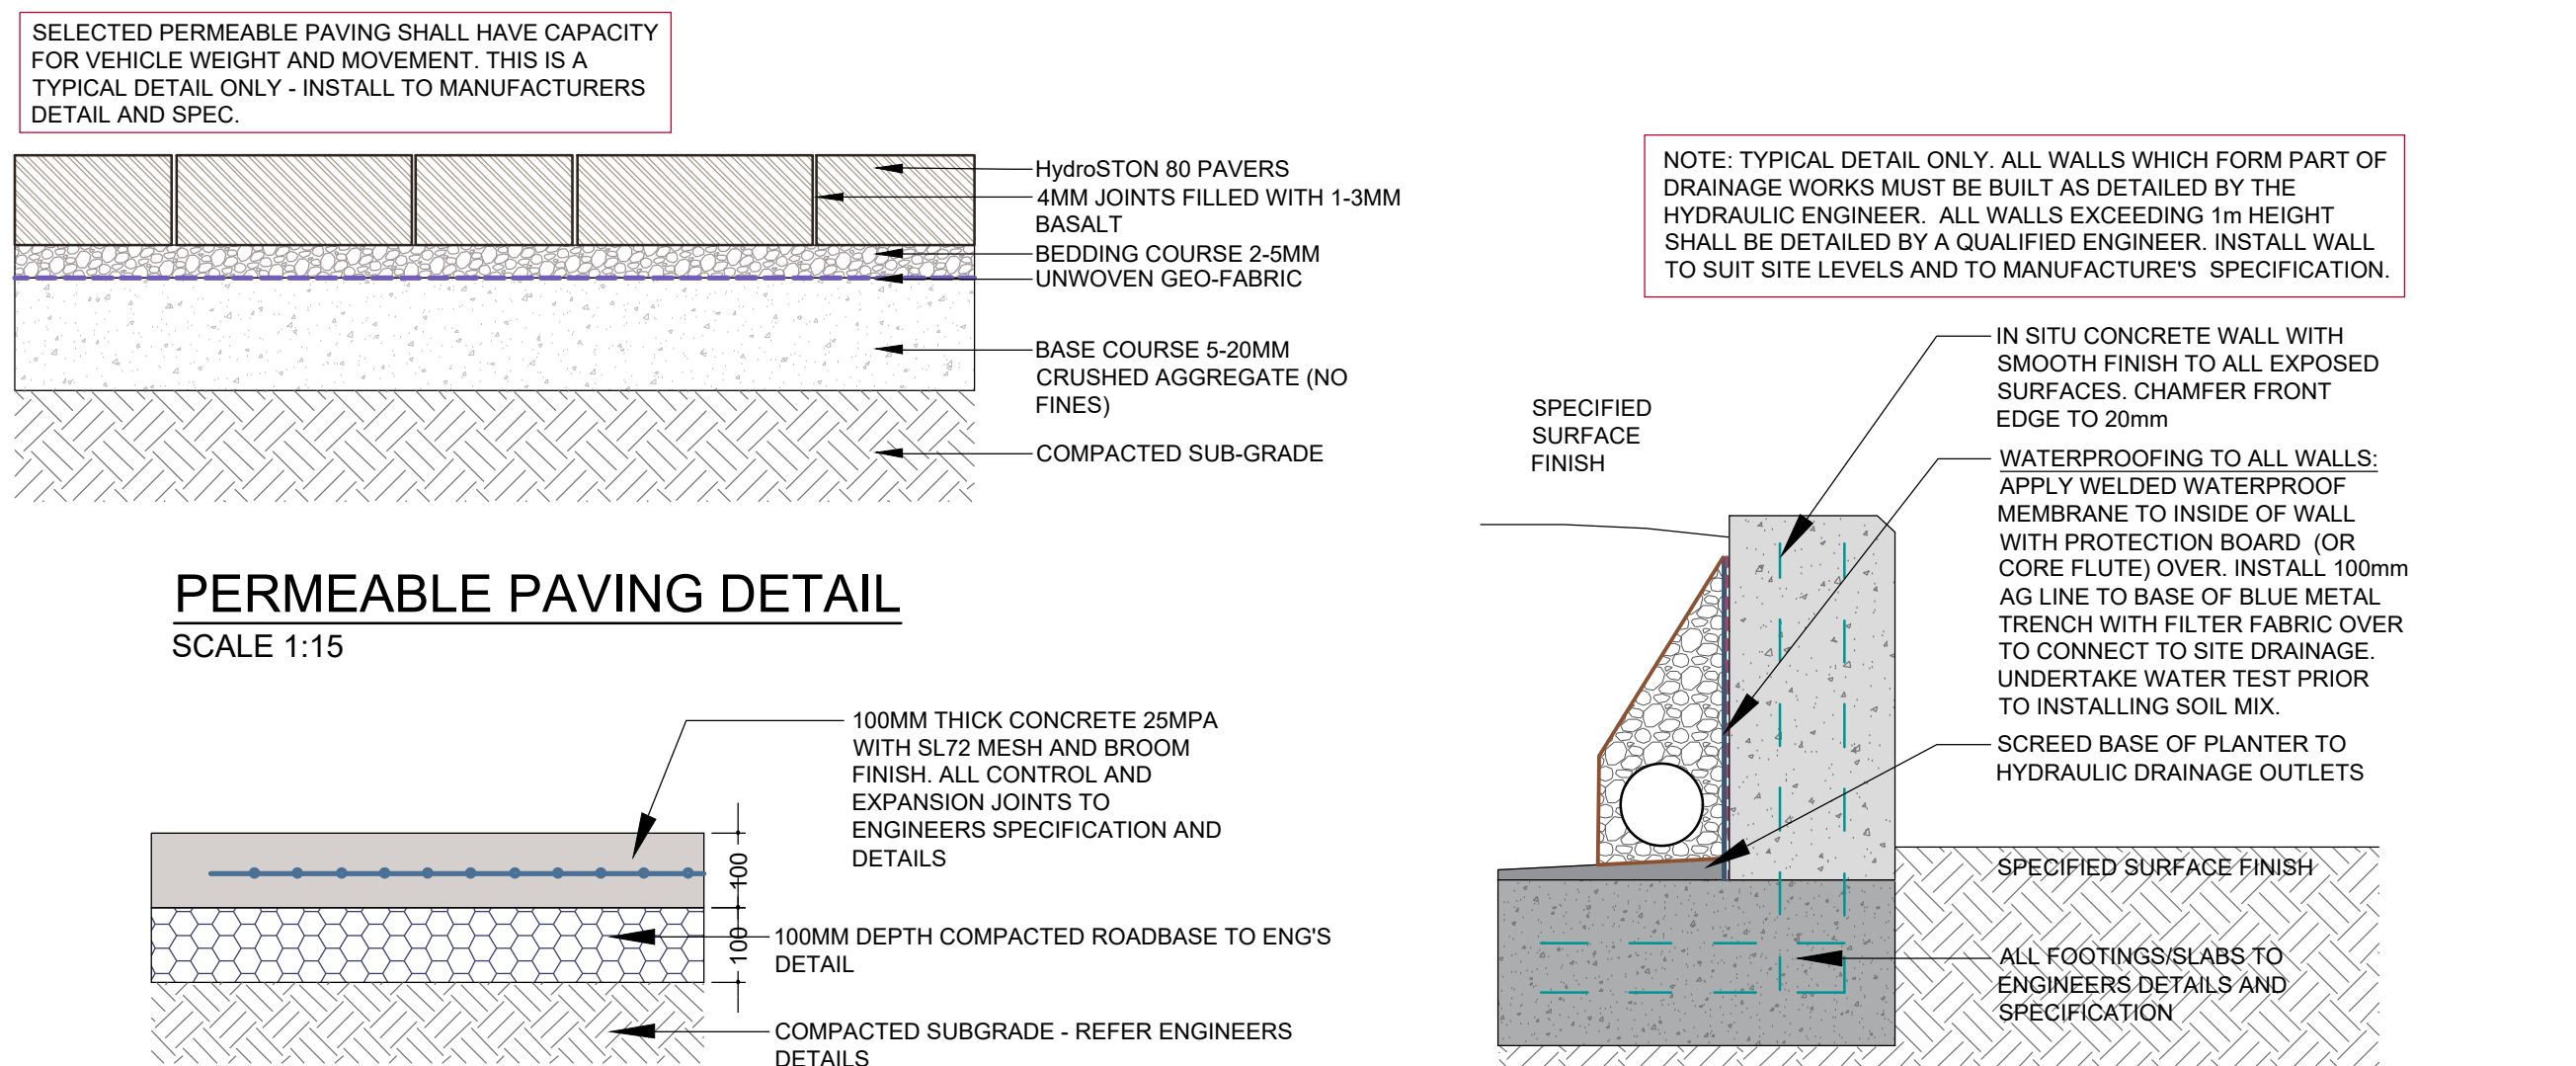 SELECTED PERMEABLE PAVING SHALL HAVE CAPACITY
FOR VEHICLE WEIGHT AND MOVEMENT. THIS IS A
TYPICAL DETAIL ONLY - INSTALL TO MANUFACTURERS
DETAIL AND SPEC.
HydroSTON 80 PAVERS
4MM JOINTS FILLED WITH 1-3MM
BASALT
BEDDING COURSE 2-5MM
UNWOVEN GEO-FABRIC
BASE COURSE 5-20MM
CRUSHED AGGREGATE (NO
FINES)
COMPACTED SUB-GRADE
PERMEABLE PAVING DETAIL
SCALE 1:15
100MM THICK CONCRETE 25MPA
WITH SL72 MESH AND BROOM
FINISH. ALL CONTROL AND
EXPANSION JOINTS TO
ENGINEERS SPECIFICATION AND
DETAILS
100
100
100MM DEPTH COMPACTED ROADBASE TO ENG'S
DETAIL
COMPACTED SUBGRADE - REFER ENGINEERS
DETAILS
NOTE: TYPICAL DETAIL ONLY. ALL WALLS WHICH FORM PART OF
DRAINAGE WORKS MUST BE BUILT AS DETAILED BY THE
HYDRAULIC ENGINEER. ALL WALLS EXCEEDING 1m HEIGHT
SHALL BE DETAILED BY A QUALIFIED ENGINEER. INSTALL WALL
TO SUIT SITE LEVELS AND TO MANUFACTURE'S SPECIFICATION.
SPECIFIED
SURFACE
FINISH
IN SITU CONCRETE WALL WITH
SMOOTH FINISH TO ALL EXPOSED
SURFACES. CHAMFER FRONT
EDGE TO 20mm
WATERPROOFING TO ALL WALLS:
APPLY WELDED WATERPROOF
MEMBRANE TO INSIDE OF WALL
WITH PROTECTION BOARD (OR
CORE FLUTE) OVER. INSTALL 100mm
AG LINE TO BASE OF BLUE METAL
TRENCH WITH FILTER FABRIC OVER
TO CONNECT TO SITE DRAINAGE.
UNDERTAKE WATER TEST PRIOR
TO INSTALLING SOIL MIX.
SCREED BASE OF PLANTER TO
HYDRAULIC DRAINAGE OUTLETS
SPECIFIED SURFACE FINISH
ALL FOOTINGS/SLABS TO
ENGINEERS DETAILS AND
SPECIFICATION